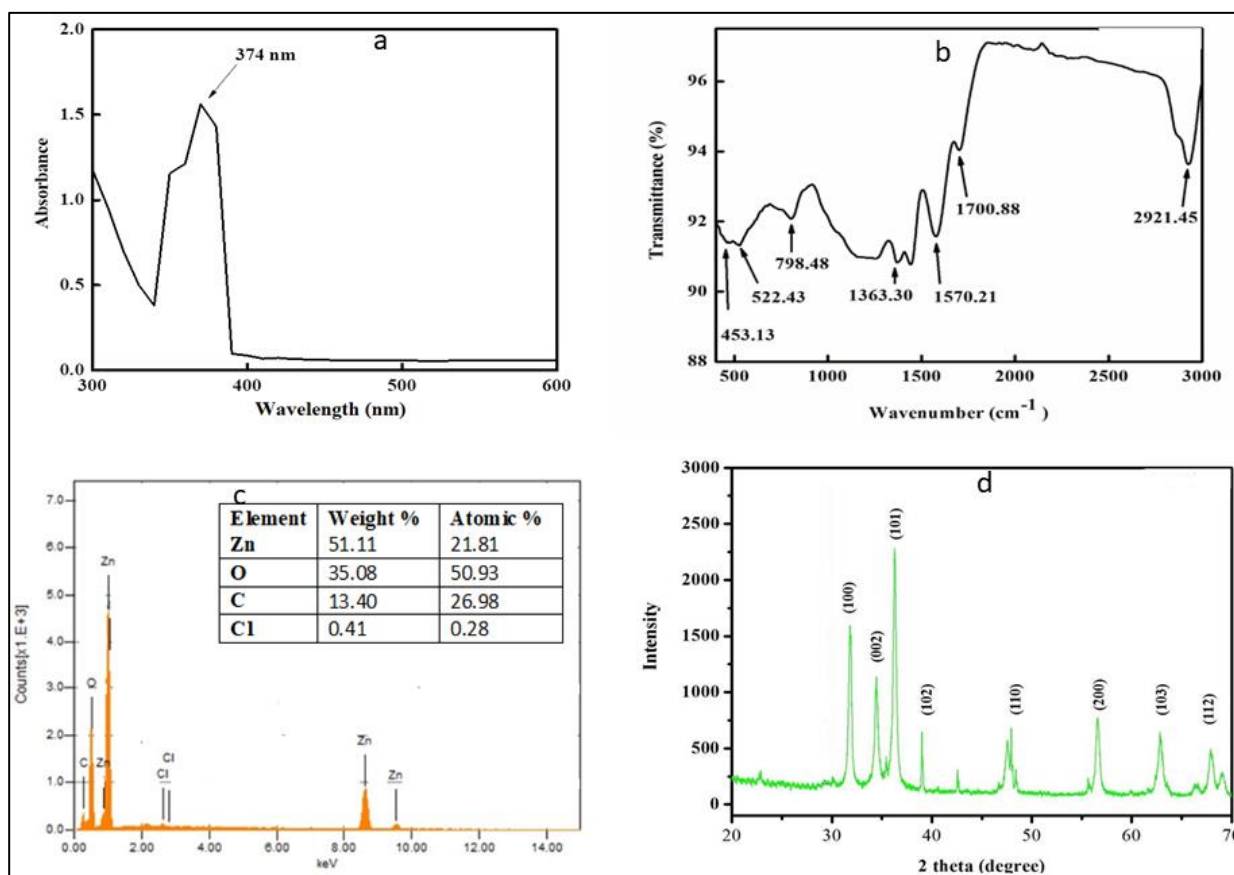 a
2.0
1.5
1.0
0.5
0.0
374 nm
Absorbance
300 400 500 600
Wavelength (nm)
b
96
94
92
90
88
Transmittance (%)
1700.88
2921.45
798.48
1363.30
1570.21
522.43
453.13
500 1000 1500 2000 2500 3000
Wavenumber (cm-1 )
c
Element Weight % Atomic %
Zn 51.11 21.81
O 35.08 50.93
C 13.40 26.98
Cl 0.41 0.28
7.0
6.0
5.0
4.0
3.0
2.0
1.0
0.0
Counts[x1.E+3]
Zn
O
C
Zn
Cl
Cl
Zn
Zn
0.00 2.00 4.00 6.00 8.00 10.00 12.00 14.00
keV
d
3000
2500
2000
1500
1000
500
0
Intensity
(100)
(002)
(101)
(102)
(110)
(200)
(103)
(112)
20 30 40 50 60 70
2 theta (degree)